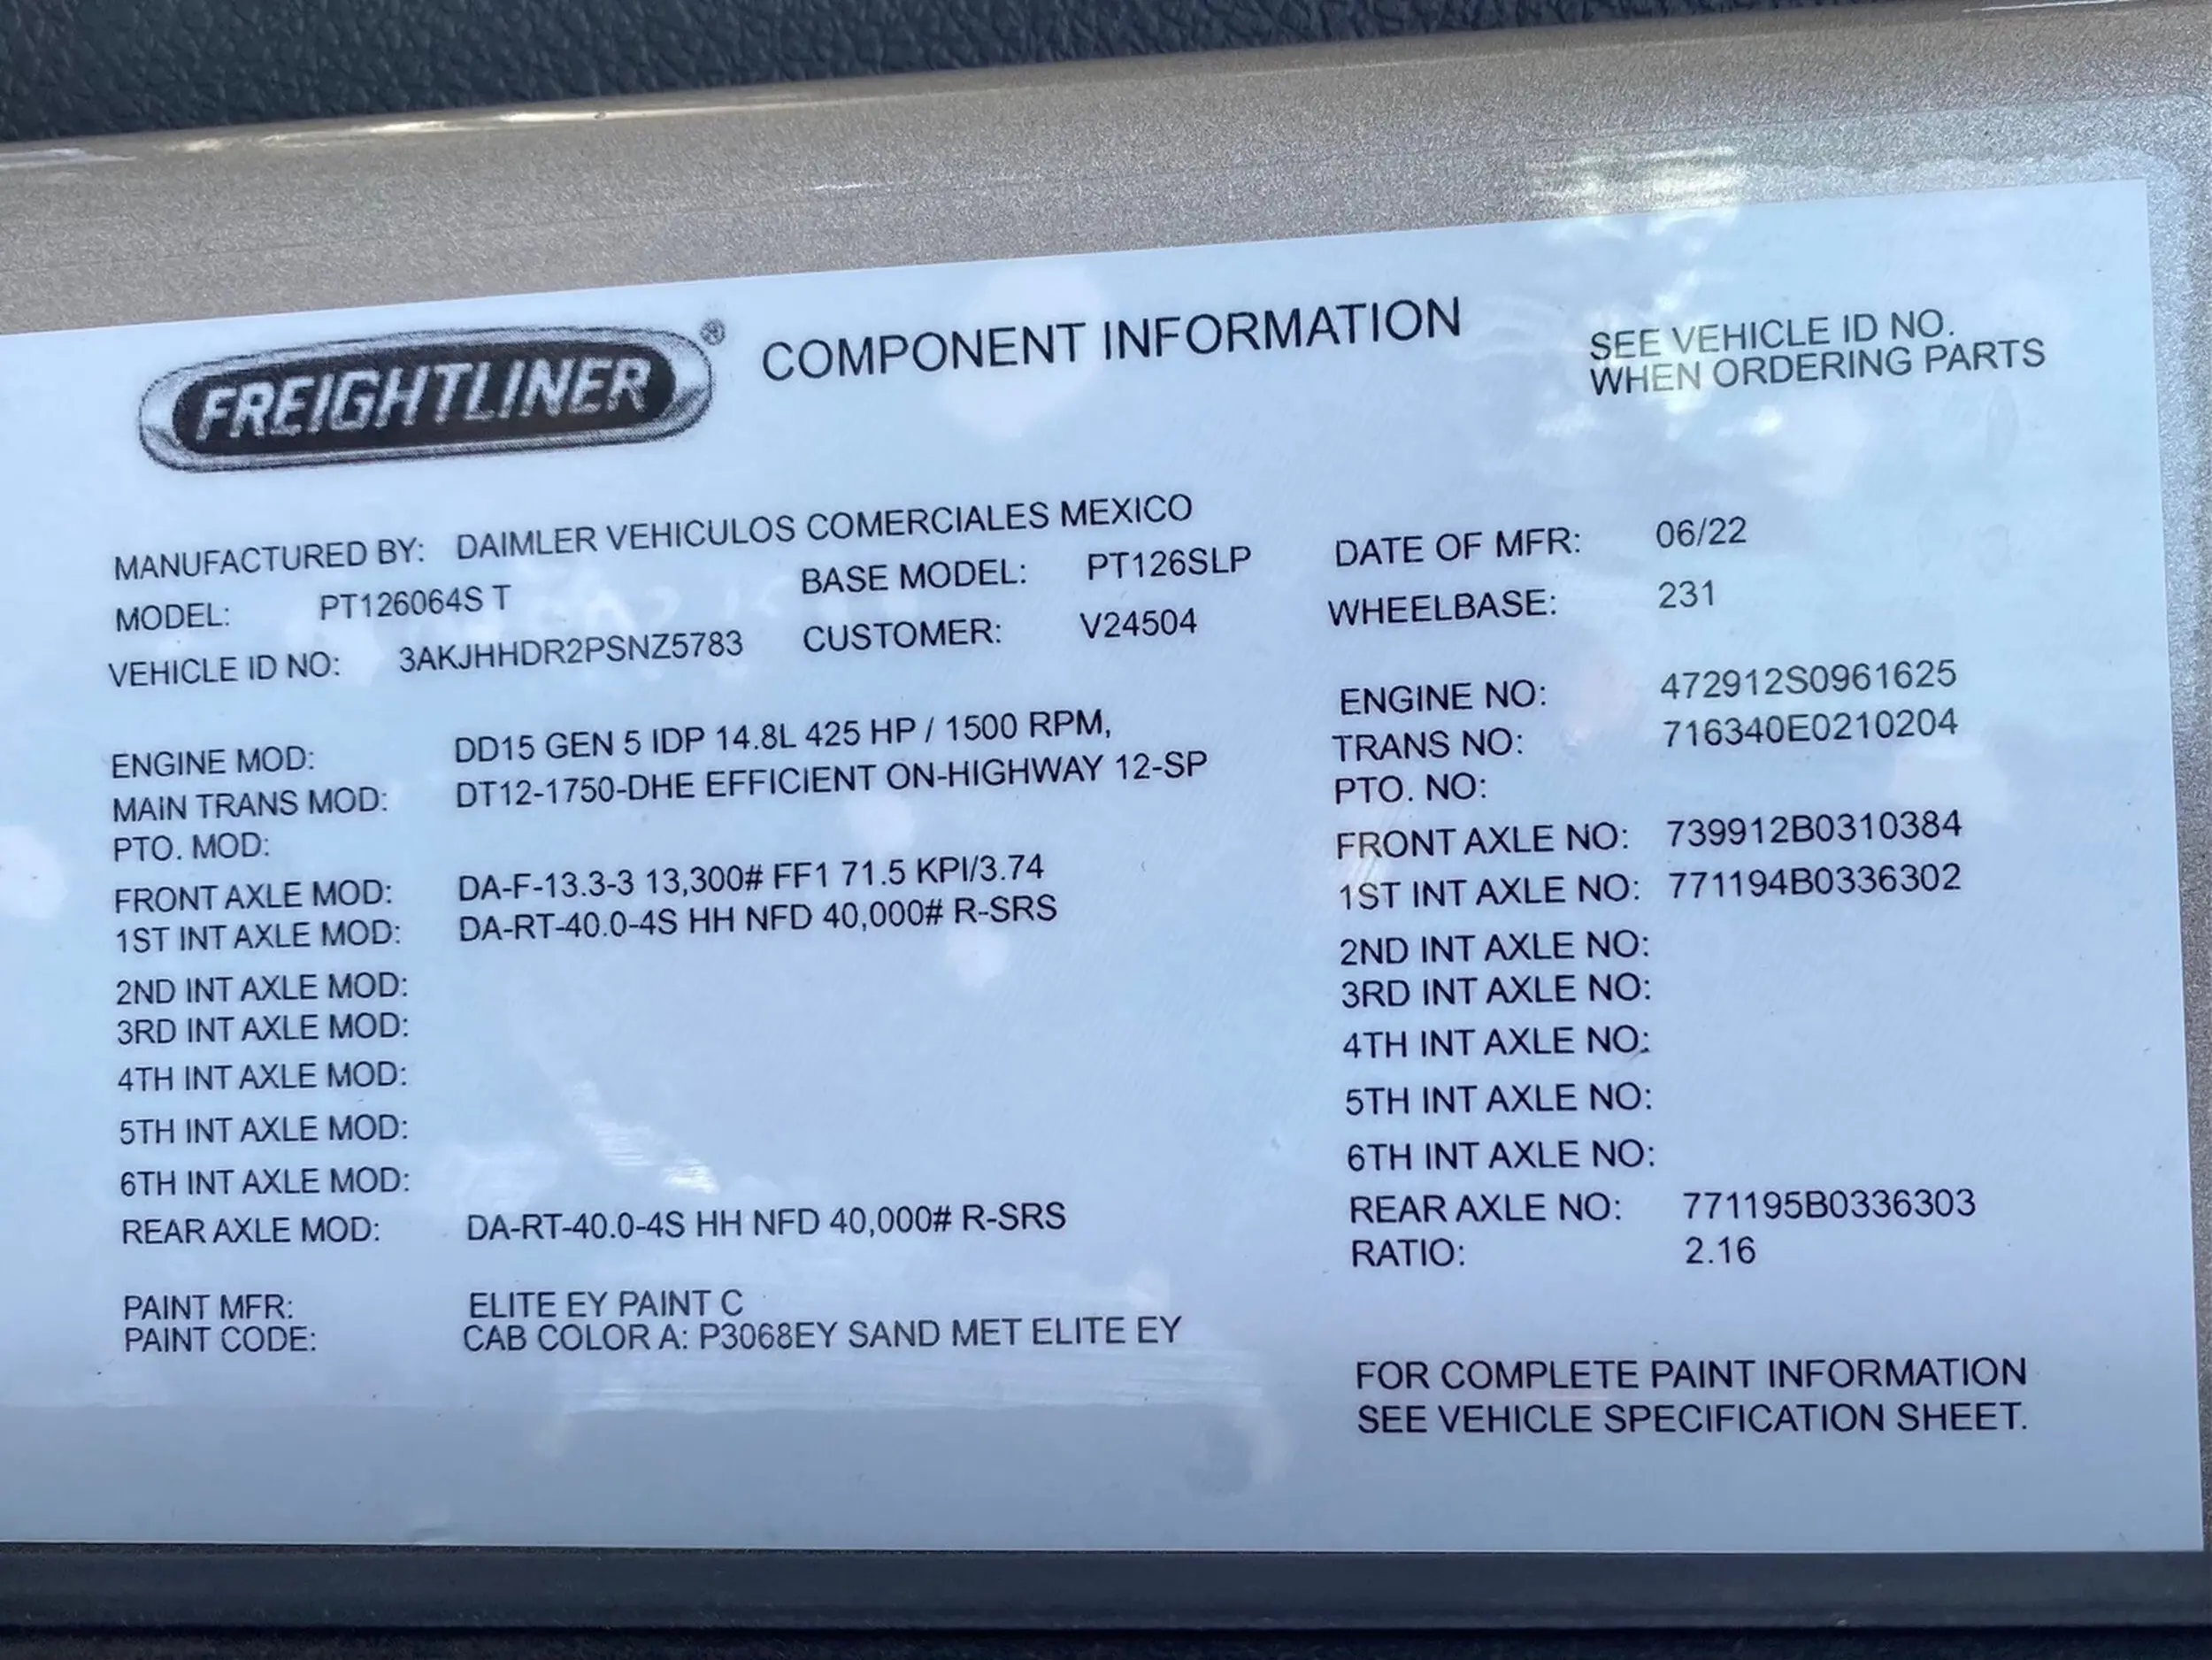 FREIGHTLINER® COMPONENT INFORMATION
SEE VEHICLE ID NO.
WHEN ORDERING PARTS
MANUFACTURED BY: DAIMLER VEHICULOS COMERCIALES MEXICO
MODEL: PT126064S T BASE MODEL: PT126SLP
VEHICLE ID NO: 3AKJHHDR2PSNZ5783 CUSTOMER: V24504
DATE OF MFR: 06/22
WHEELBASE: 231
ENGINE MOD: DD15 GEN 5 IDP 14.8L 425 HP / 1500 RPM,
MAIN TRANS MOD: DT12-1750-DHE EFFICIENT ON-HIGHWAY 12-SP
PTO. MOD:
FRONT AXLE MOD: DA-F-13.3-3 13,300# FF1 71.5 KPI/3.74
1ST INT AXLE MOD: DA-RT-40.0-4S HH NFD 40,000# R-SRS
2ND INT AXLE MOD:
3RD INT AXLE MOD:
4TH INT AXLE MOD:
5TH INT AXLE MOD:
6TH INT AXLE MOD:
REAR AXLE MOD: DA-RT-40.0-4S HH NFD 40,000# R-SRS
PAINT MFR: ELITE EY PAINT C
PAINT CODE: CAB COLOR A: P3068EY SAND MET ELITE EY
ENGINE NO: 472912S0961625
TRANS NO: 716340E0210204
PTO. NO:
FRONT AXLE NO: 739912B0310384
1ST INT AXLE NO: 771194B0336302
2ND INT AXLE NO:
3RD INT AXLE NO:
4TH INT AXLE NO:
5TH INT AXLE NO:
6TH INT AXLE NO:
REAR AXLE NO: 771195B0336303
RATIO: 2.16
FOR COMPLETE PAINT INFORMATION
SEE VEHICLE SPECIFICATION SHEET.